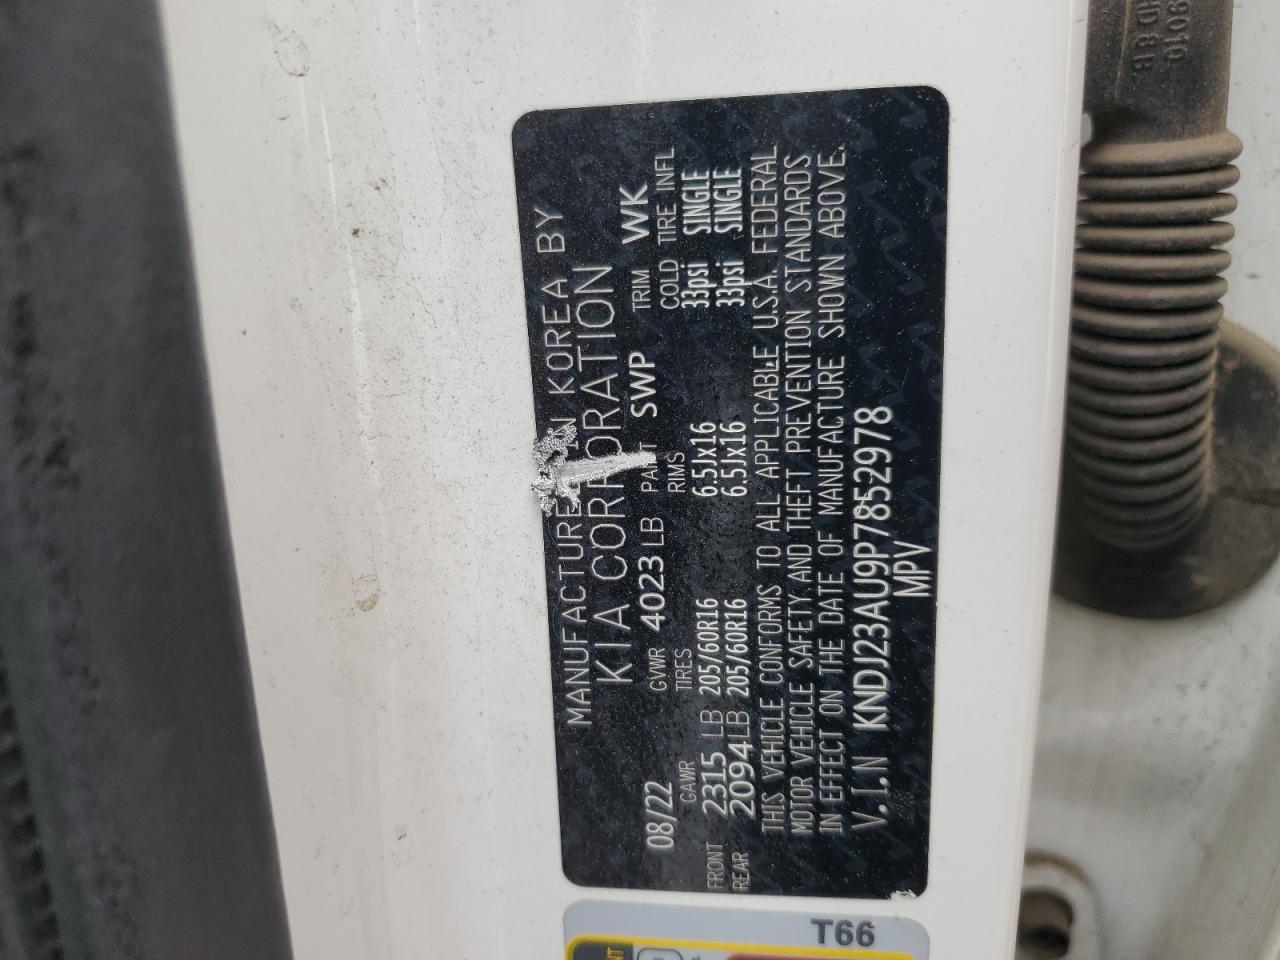 MANUFACTURED IN KOREA BY
KIA CORPORATION
08/22 GVWR 4023 LB PAINT SWP TRIM WK
GAWR TIRES RIMS COLD TIRE INFL
FRONT 2315 LB 205/60R16 6.5Jx16 33psi SINGLE
REAR 2094 LB 205/60R16 6.5Jx16 33psi SINGLE
THIS VEHICLE CONFORMS TO ALL APPLICABLE U.S.A. FEDERAL
MOTOR VEHICLE SAFETY AND THEFT PREVENTION STANDARDS
IN EFFECT ON THE DATE OF MANUFACTURE SHOWN ABOVE.
V.I.N KNDJ23AU9P7852978
MPV
T66